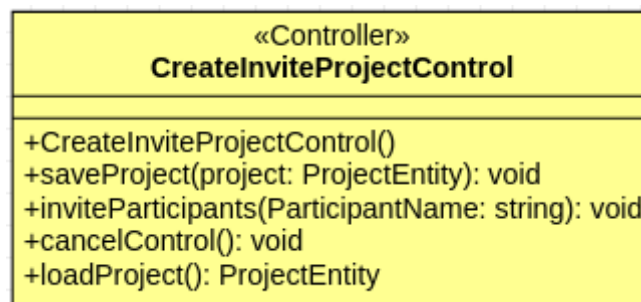 «Controller»
CreateInviteProjectControl
+CreateInviteProjectControl()
+saveProject(project: ProjectEntity): void
+inviteParticipants(ParticipantName: string): void
+cancelControl(): void
+loadProject(): ProjectEntity